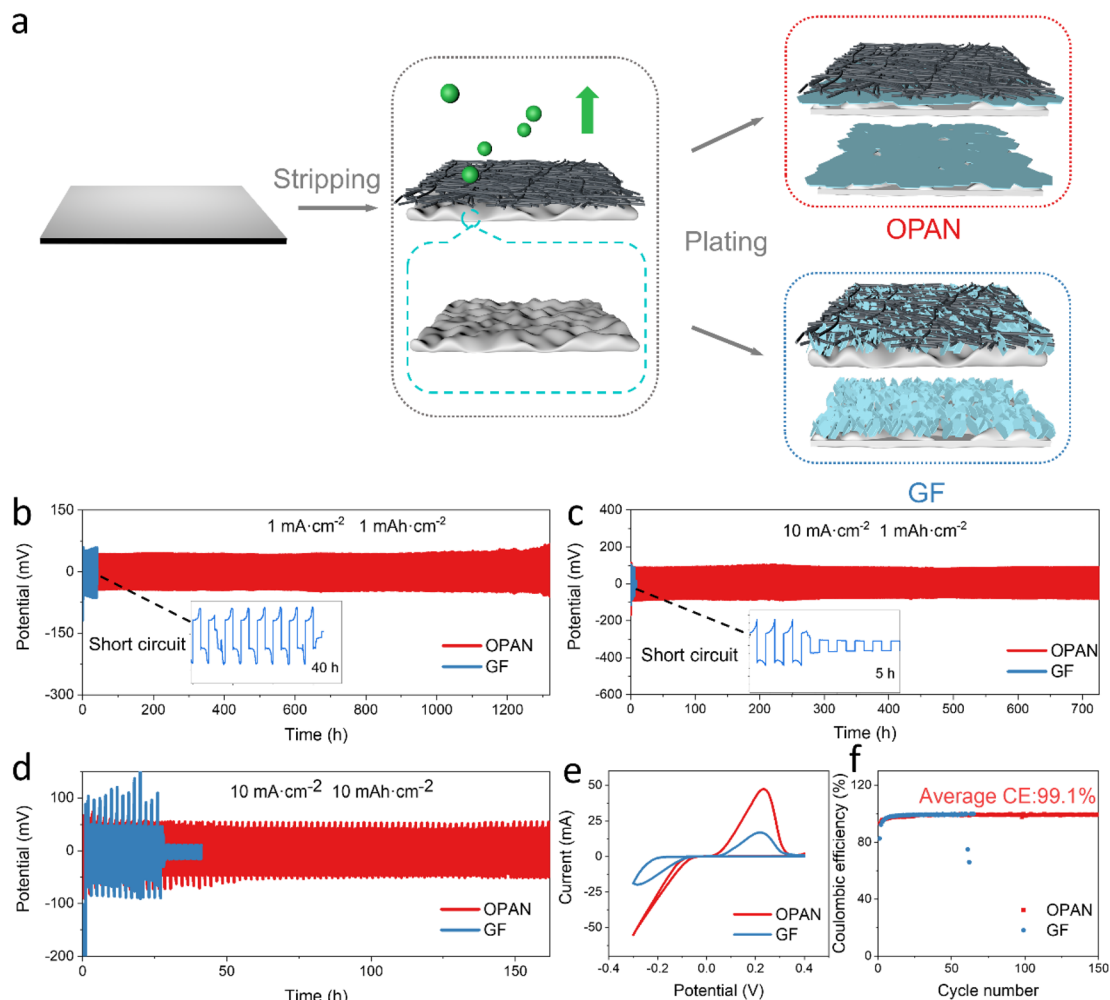 a
Stripping
Plating
OPAN
GF
b
150
0
-150
-300
Potential (mV)
1 mA·cm⁻² 1 mAh·cm⁻²
Short circuit
40 h
OPAN
GF
0 200 400 600 800 1000 1200
Time (h)
c
400
200
0
-200
-400
-600
Potential (mV)
10 mA·cm⁻² 1 mAh·cm⁻²
Short circuit
5 h
OPAN
GF
0 100 200 300 400 500 600 700
Time (h)
d
100
0
-100
-200
Potential (mV)
10 mA·cm⁻² 10 mAh·cm⁻²
OPAN
GF
0 50 100 150
Time (h)
e
50
25
0
-25
-50
Current (mA)
OPAN
GF
-0.4 -0.2 0.0 0.2 0.4
Potential (V)
f
120
80
40
0
Coulombic efficiency (%)
Average CE:99.1%
OPAN
GF
0 25 50 75 100 125 150
Cycle number